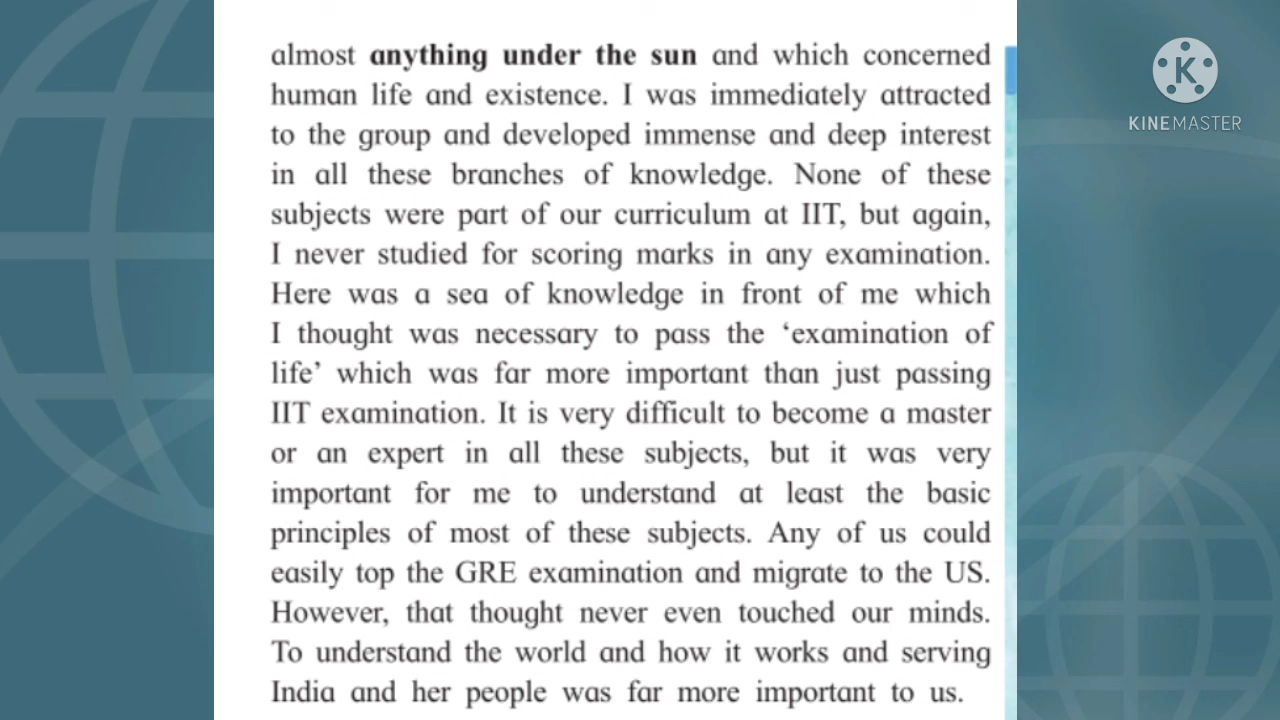 almost anything under the sun and which concerned
human life and existence. I was immediately attracted
to the group and developed immense and deep interest
in all these branches of knowledge. None of these
subjects were part of our curriculum at IIT, but again,
I never studied for scoring marks in any examination.
Here was a sea of knowledge in front of me which
I thought was necessary to pass the ‘examination of
life’ which was far more important than just passing
IIT examination. It is very difficult to become a master
or an expert in all these subjects, but it was very
important for me to understand at least the basic
principles of most of these subjects. Any of us could
easily top the GRE examination and migrate to the US.
However, that thought never even touched our minds.
To understand the world and how it works and serving
India and her people was far more important to us.
K
KINEMASTER